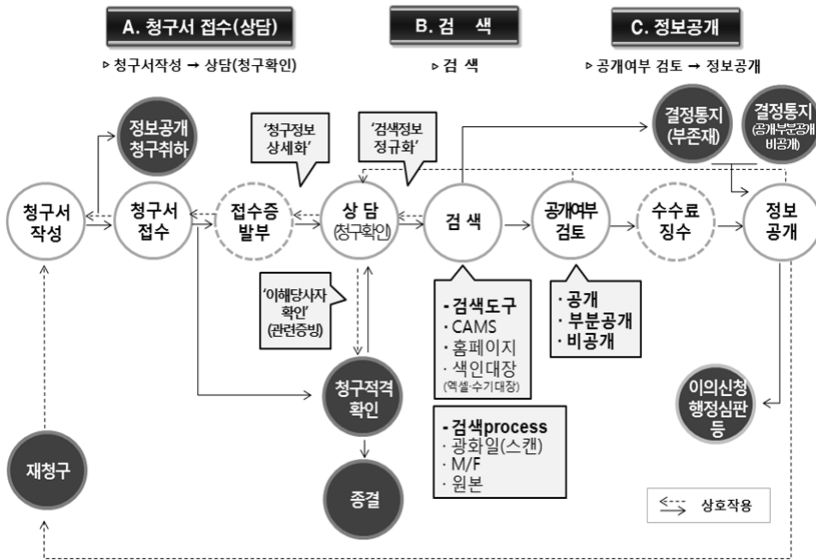 A. 청구서 접수(상담)
B. 검 색
C. 정보공개
▹ 청구서작성 → 상담(청구확인)
▹ 검 색
▹ 공개여부 검토 → 정보공개
정보공개
청구취하
‘청구정보
상세화’
‘검색정보
정규화’
결정통지
(부존재)
결정통지
(공개·부분공개
비공개)
청구서
작성
청구서
접수
접수증
발부
상 담
(청구확인)
검 색
공개여부
검토
수수료
징수
정보
공개
‘이해당사자
확인’
(관련증빙)
- 검색도구
· CAMS
· 홈페이지
· 색인대장
(엑셀·수기대장)
· 공개
· 부분공개
· 비공개
청구적격
확인
이의신청
행정심판
등
- 검색process
· 광화일(스캔)
· M/F
· 원본
재청구
종결
상호작용